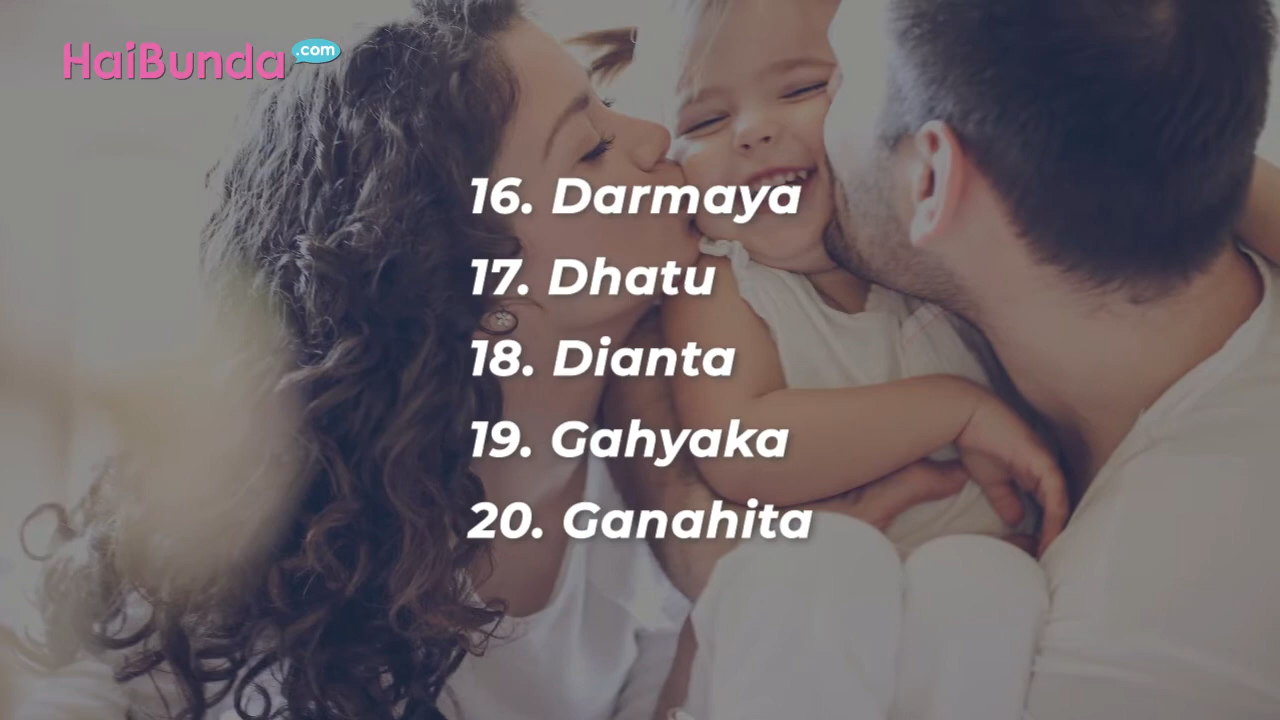 HaiBunda.com
16. Darmaya
17. Dhatu
18. Dianta
19. Gahyaka
20. Ganahita